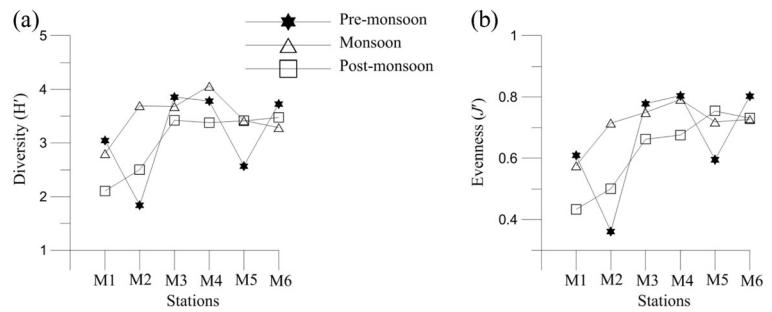 (a)
Pre-monsoon
Monsoon
Post-monsoon
Diversity (H′)
5
4
3
2
1
M1 M2 M3 M4 M5 M6
Stations
(b)
Evenness (J′)
1
0.8
0.6
0.4
M1 M2 M3 M4 M5 M6
Stations